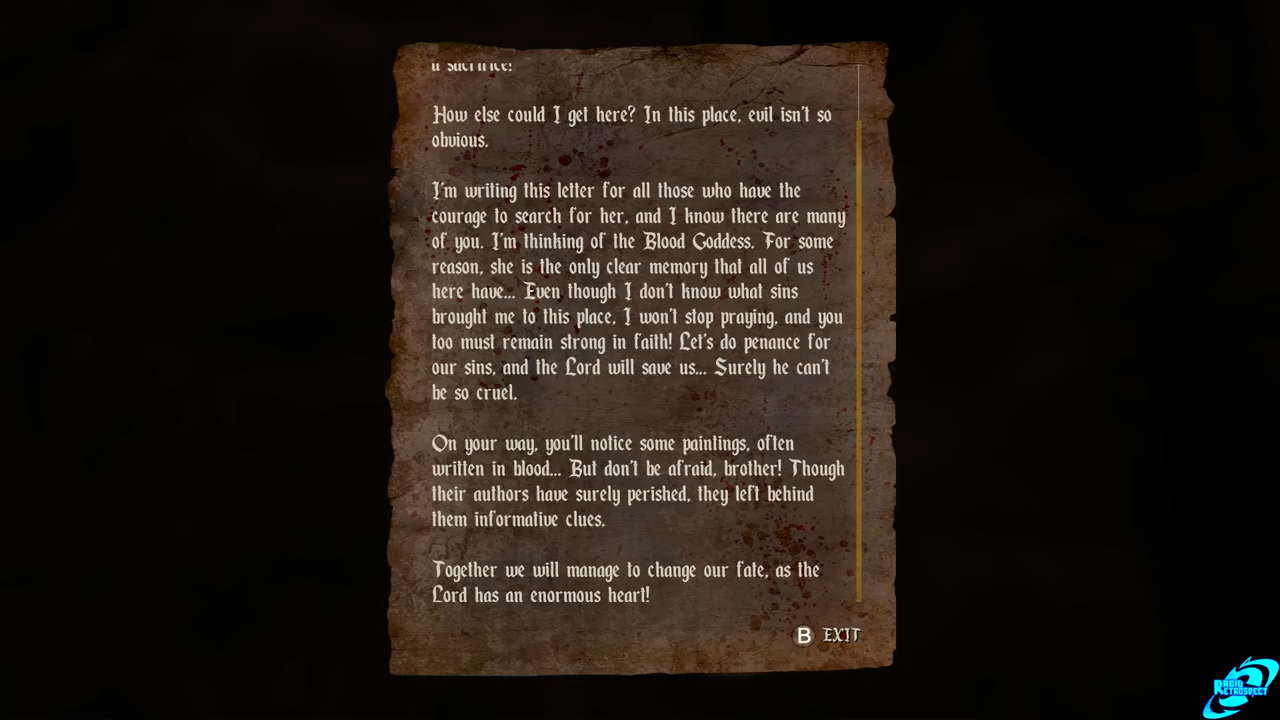 a sacrifice!
How else could I get here? In this place, evil isn't so
obvious.
I'm writing this letter for all those who have the
courage to search for her, and I know there are many
of you. I'm thinking of the Blood Goddess. For some
reason, she is the only clear memory that all of us
here have... Even though I don't know what sins
brought me to this place, I won't stop praying, and you
too must remain strong in faith! Let's do penance for
our sins, and the Lord will save us... Surely he can't
be so cruel.
On your way, you'll notice some paintings, often
written in blood... But don't be afraid, brother! Though
their authors have surely perished, they left behind
them informative clues.
Together we will manage to change our fate, as the
Lord has an enormous heart!
B EXIT
RAPID
RETROSPECT